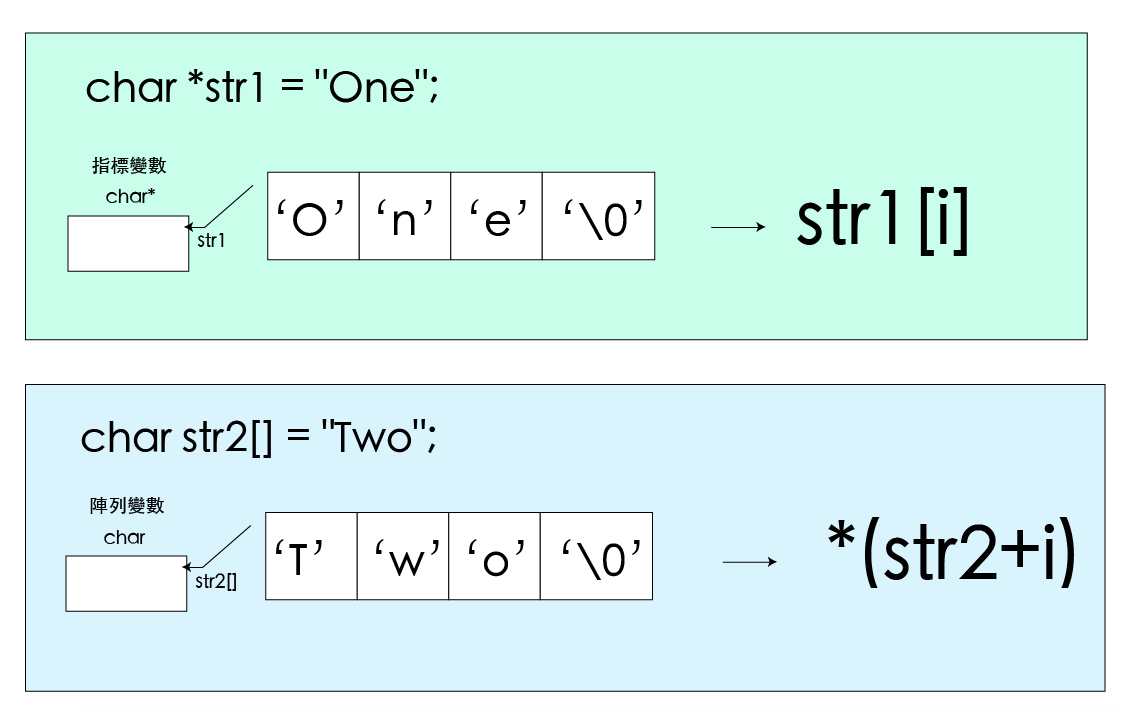 char *str1 = "One";
指標變數
char*
str1
‘O’ ‘n’ ‘e’ ‘\0’
str1[i]
char str2[] = "Two";
陣列變數
char
str2[]
‘T’ ‘w’ ‘o’ ‘\0’
*(str2+i)